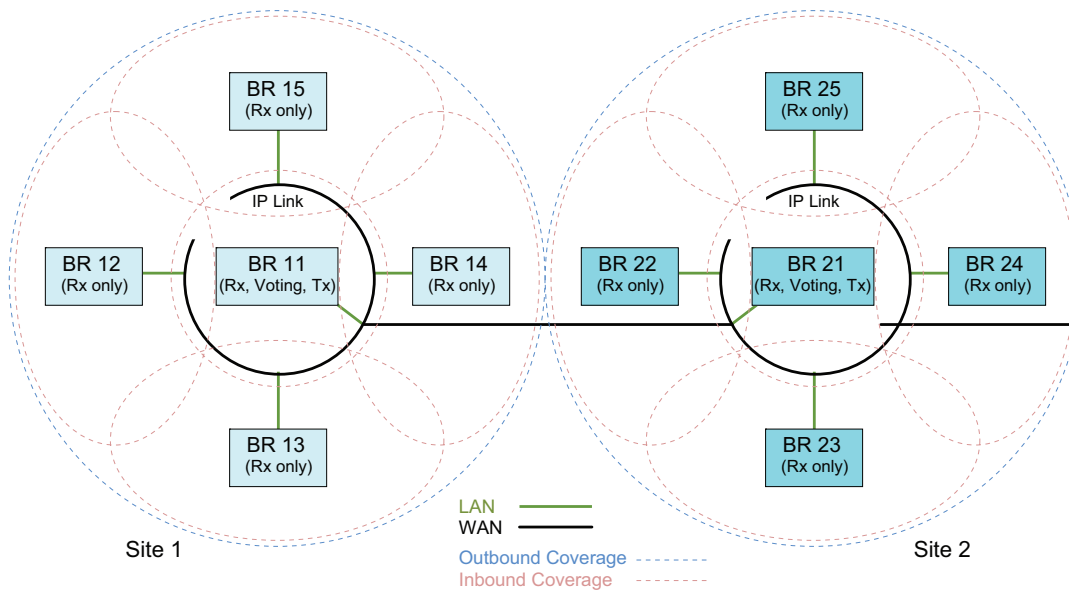 BR 15
(Rx only)
BR 25
(Rx only)
IP Link
IP Link
BR 12
(Rx only)
BR 11
(Rx, Voting, Tx)
BR 14
(Rx only)
BR 22
(Rx only)
BR 21
(Rx, Voting, Tx)
BR 24
(Rx only)
BR 13
(Rx only)
BR 23
(Rx only)
LAN
WAN
Site 1
Site 2
Outbound Coverage
Inbound Coverage